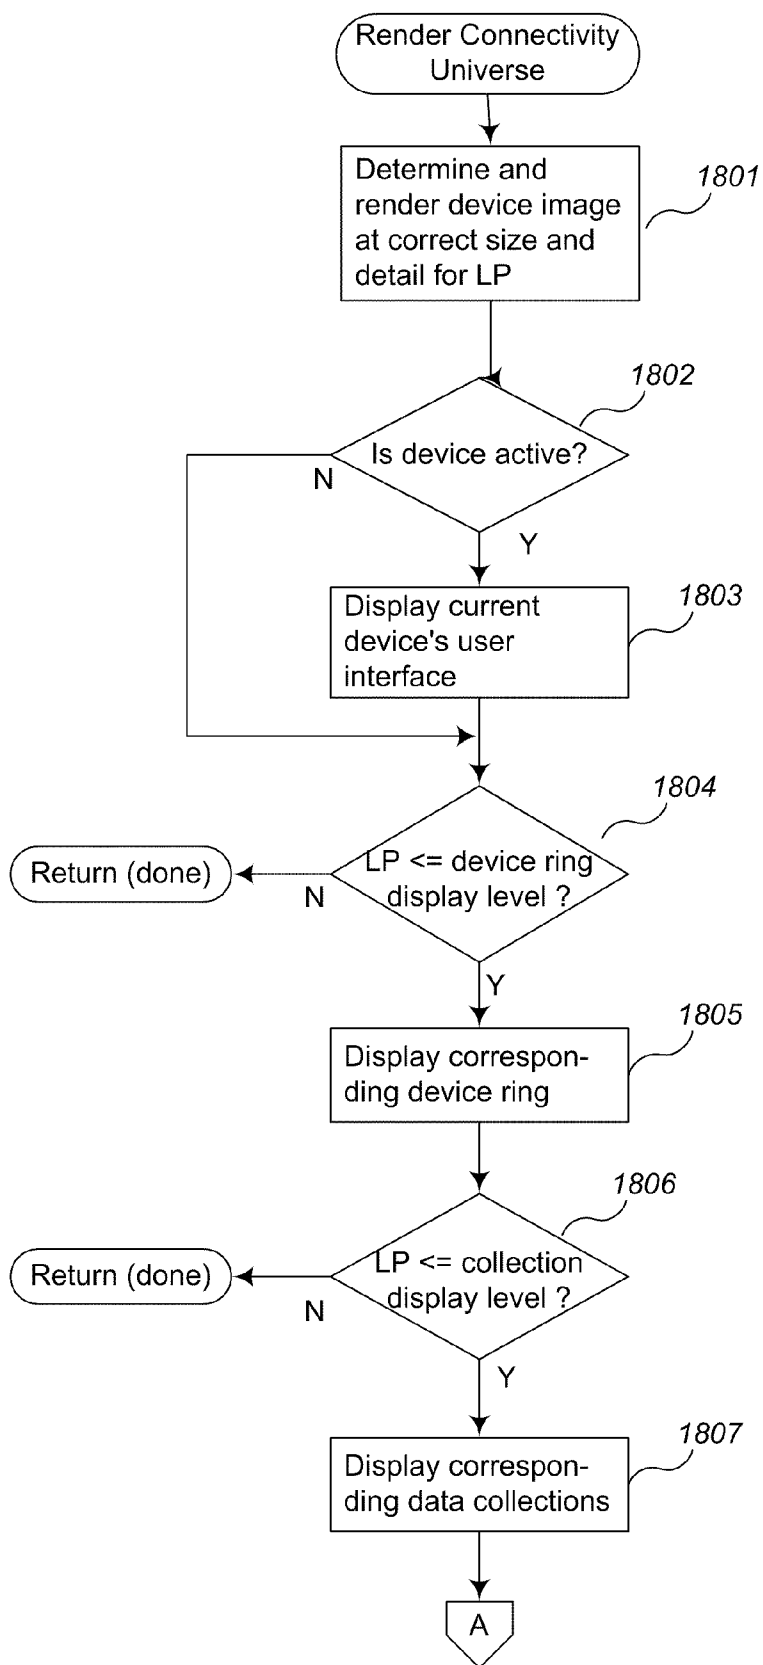 Render Connectivity
Universe
Determine and
render device image
at correct size and
detail for LP
1801
1802
Is device active?
N
Y
Display current
device's user
interface
1803
1804
LP <= device ring
display level ?
Return (done)
N
Y
Display correspon-
ding device ring
1805
1806
LP <= collection
display level ?
Return (done)
N
Y
Display correspon-
ding data collections
1807
A